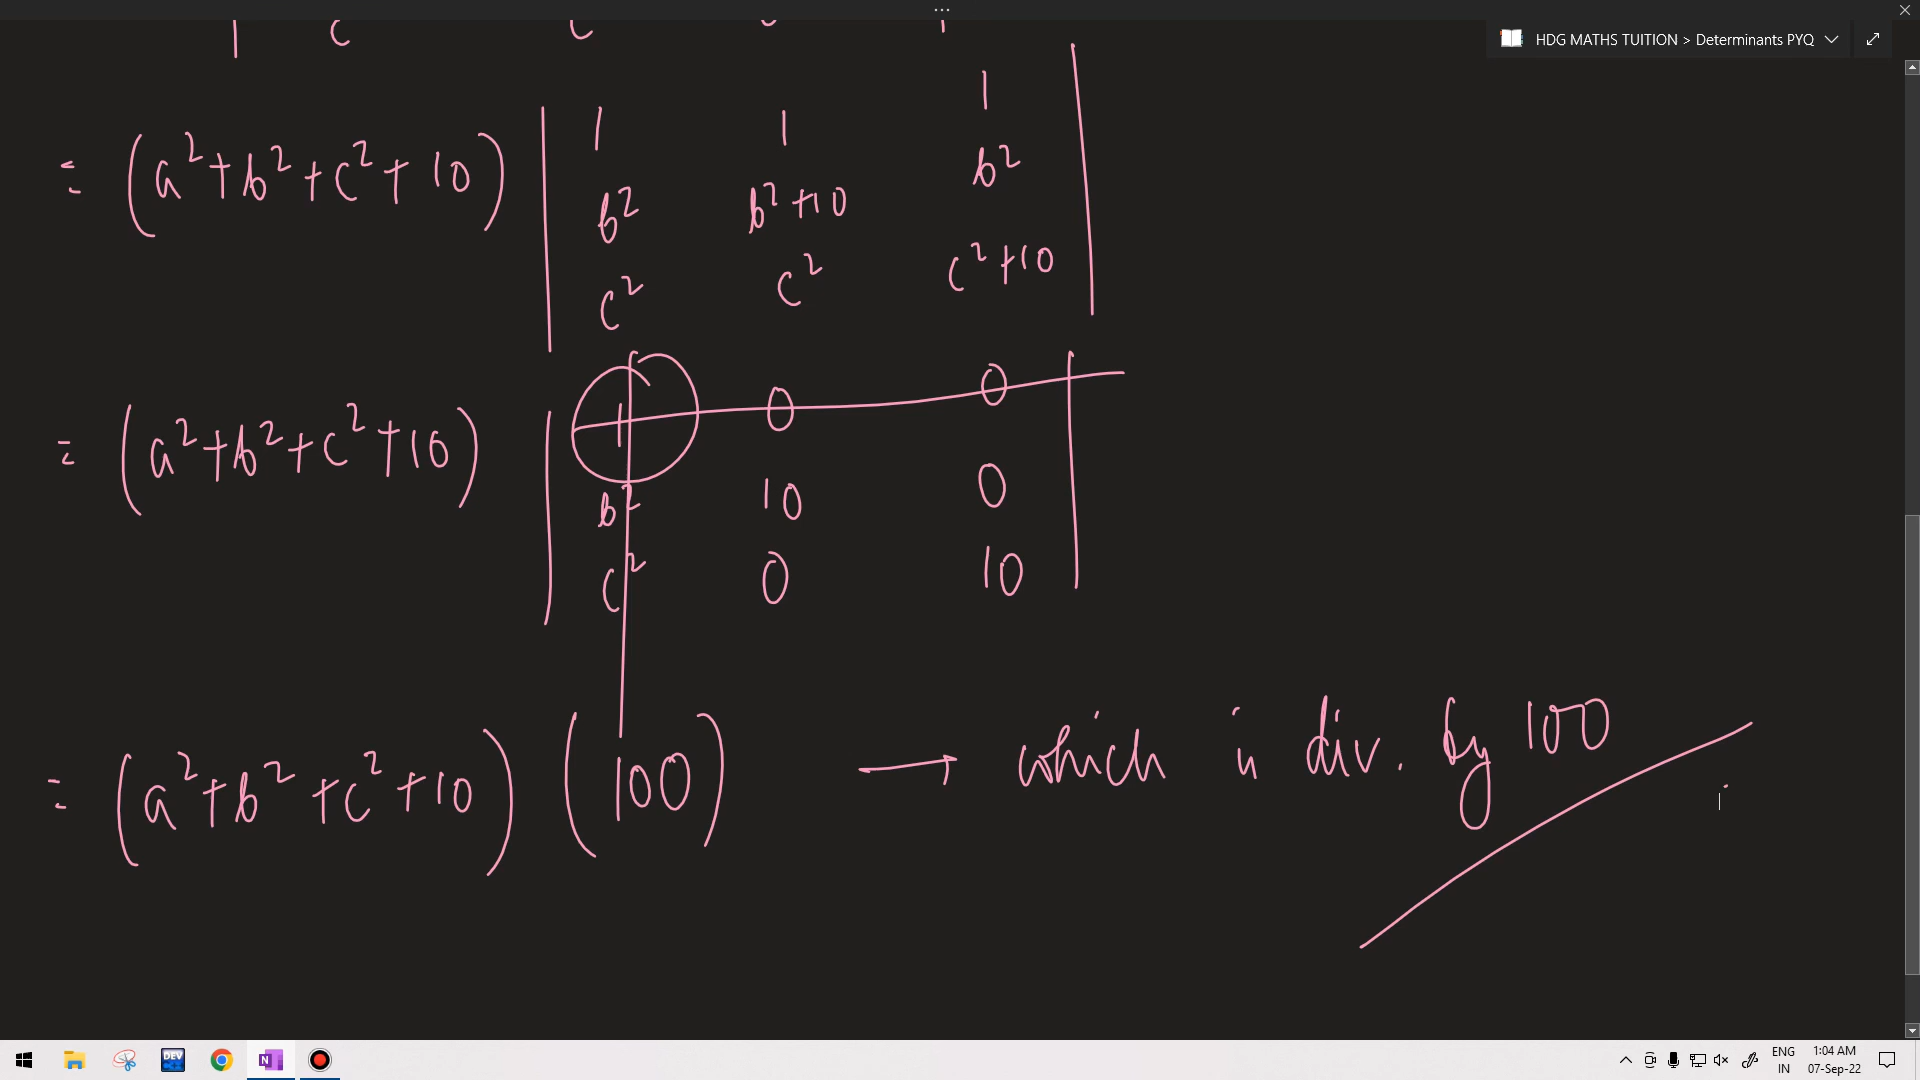 HDG MATHS TUITION > Determinants PYQ
= (a²+b²+c²+10) | 1 1 1
b² b²+10 b²
c² c² c²+10 |
= (a²+b²+c²+10) | 1 0 0
b² 10 0
c² 0 10 |
= (a²+b²+c²+10) (100) → which is div. by 100
DEV
N
ENG
IN
1:04 AM
07-Sep-22